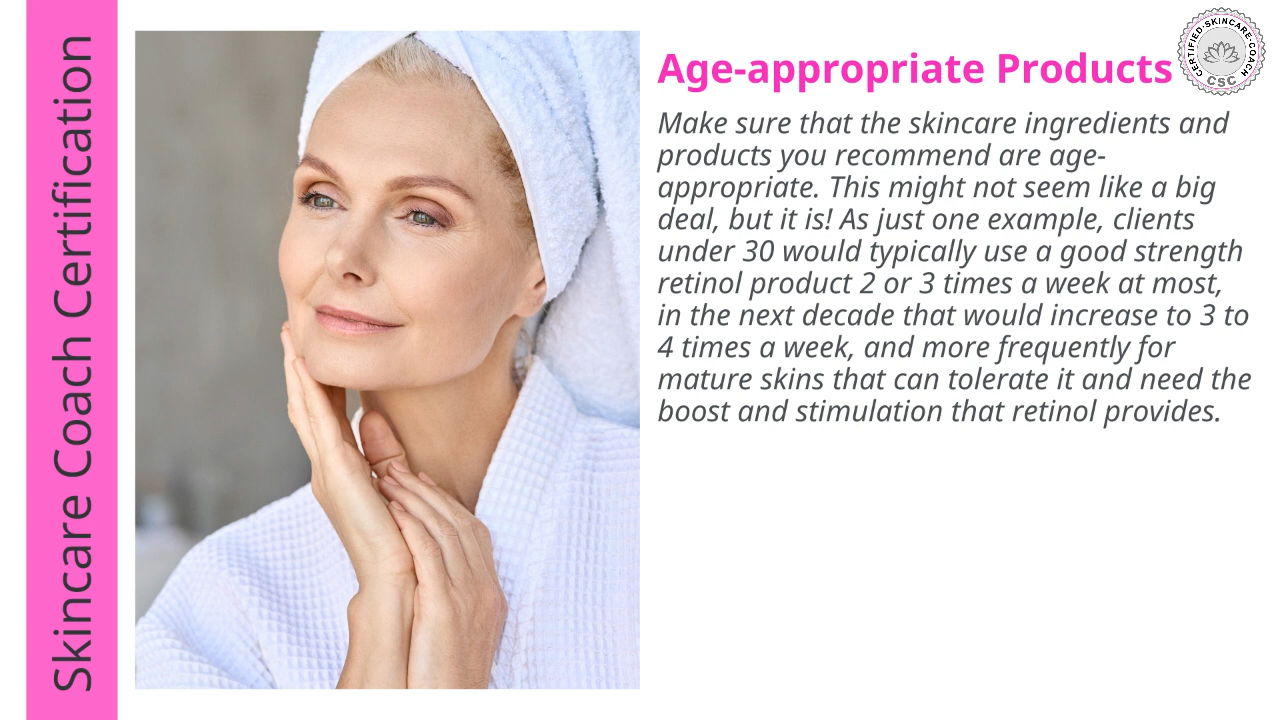 Skincare Coach Certification
Age-appropriate Products
CERTIFIED-SKINCARE-COACH
CSC
Make sure that the skincare ingredients and
products you recommend are age-
appropriate. This might not seem like a big
deal, but it is! As just one example, clients
under 30 would typically use a good strength
retinol product 2 or 3 times a week at most,
in the next decade that would increase to 3 to
4 times a week, and more frequently for
mature skins that can tolerate it and need the
boost and stimulation that retinol provides.